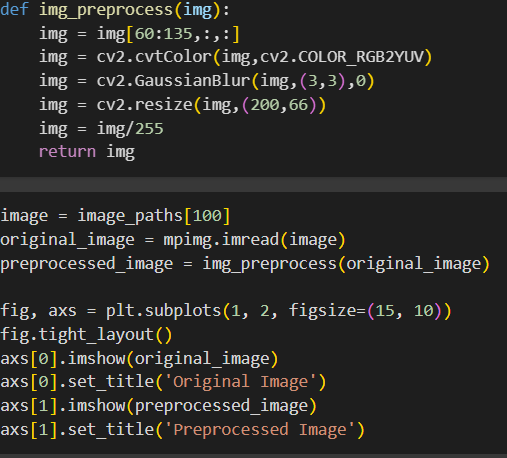 def img_preprocess(img):
    img = img[60:135,:,:]
    img = cv2.cvtColor(img,cv2.COLOR_RGB2YUV)
    img = cv2.GaussianBlur(img,(3,3),0)
    img = cv2.resize(img,(200,66))
    img = img/255
    return img
image = image_paths[100]
original_image = mpimg.imread(image)
preprocessed_image = img_preprocess(original_image)
fig, axs = plt.subplots(1, 2, figsize=(15, 10))
fig.tight_layout()
axs[0].imshow(original_image)
axs[0].set_title('Original Image')
axs[1].imshow(preprocessed_image)
axs[1].set_title('Preprocessed Image')